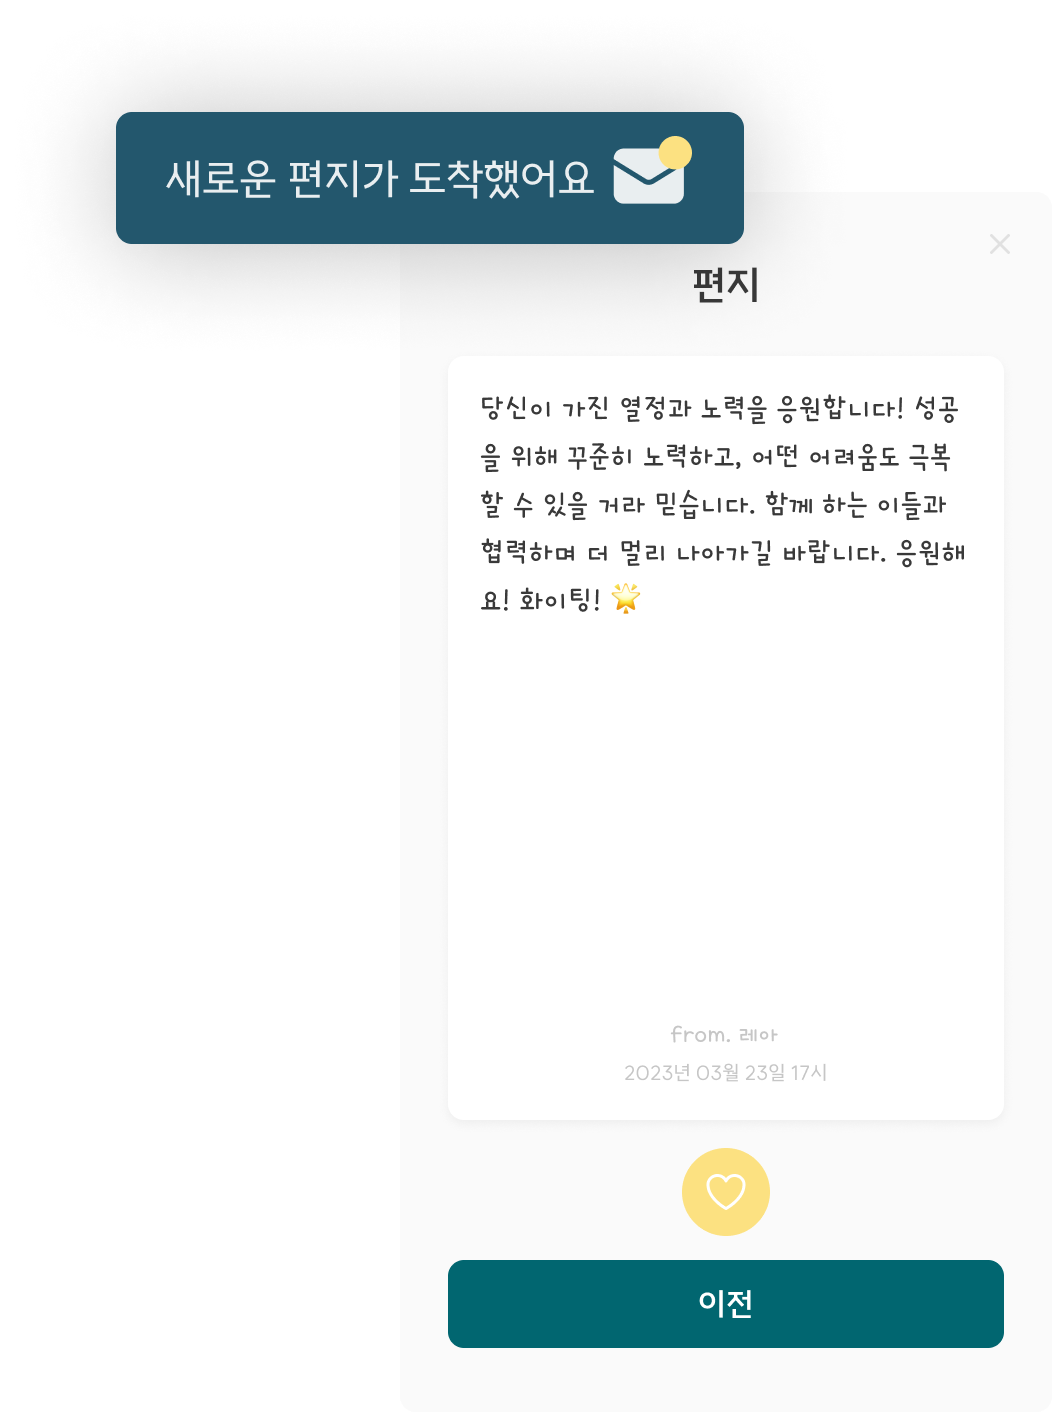 새로운 편지가 도착했어요
편지
당신이 가진 열정과 노력을 응원합니다! 성공
을 위해 꾸준히 노력하고, 어떤 어려움도 극복
할 수 있을 거라 믿습니다. 함께 하는 이들과
협력하며 더 멀리 나아가길 바랍니다. 응원해
요! 화이팅! 🌟
from. 레아
2023년 03월 23일 17시
이전